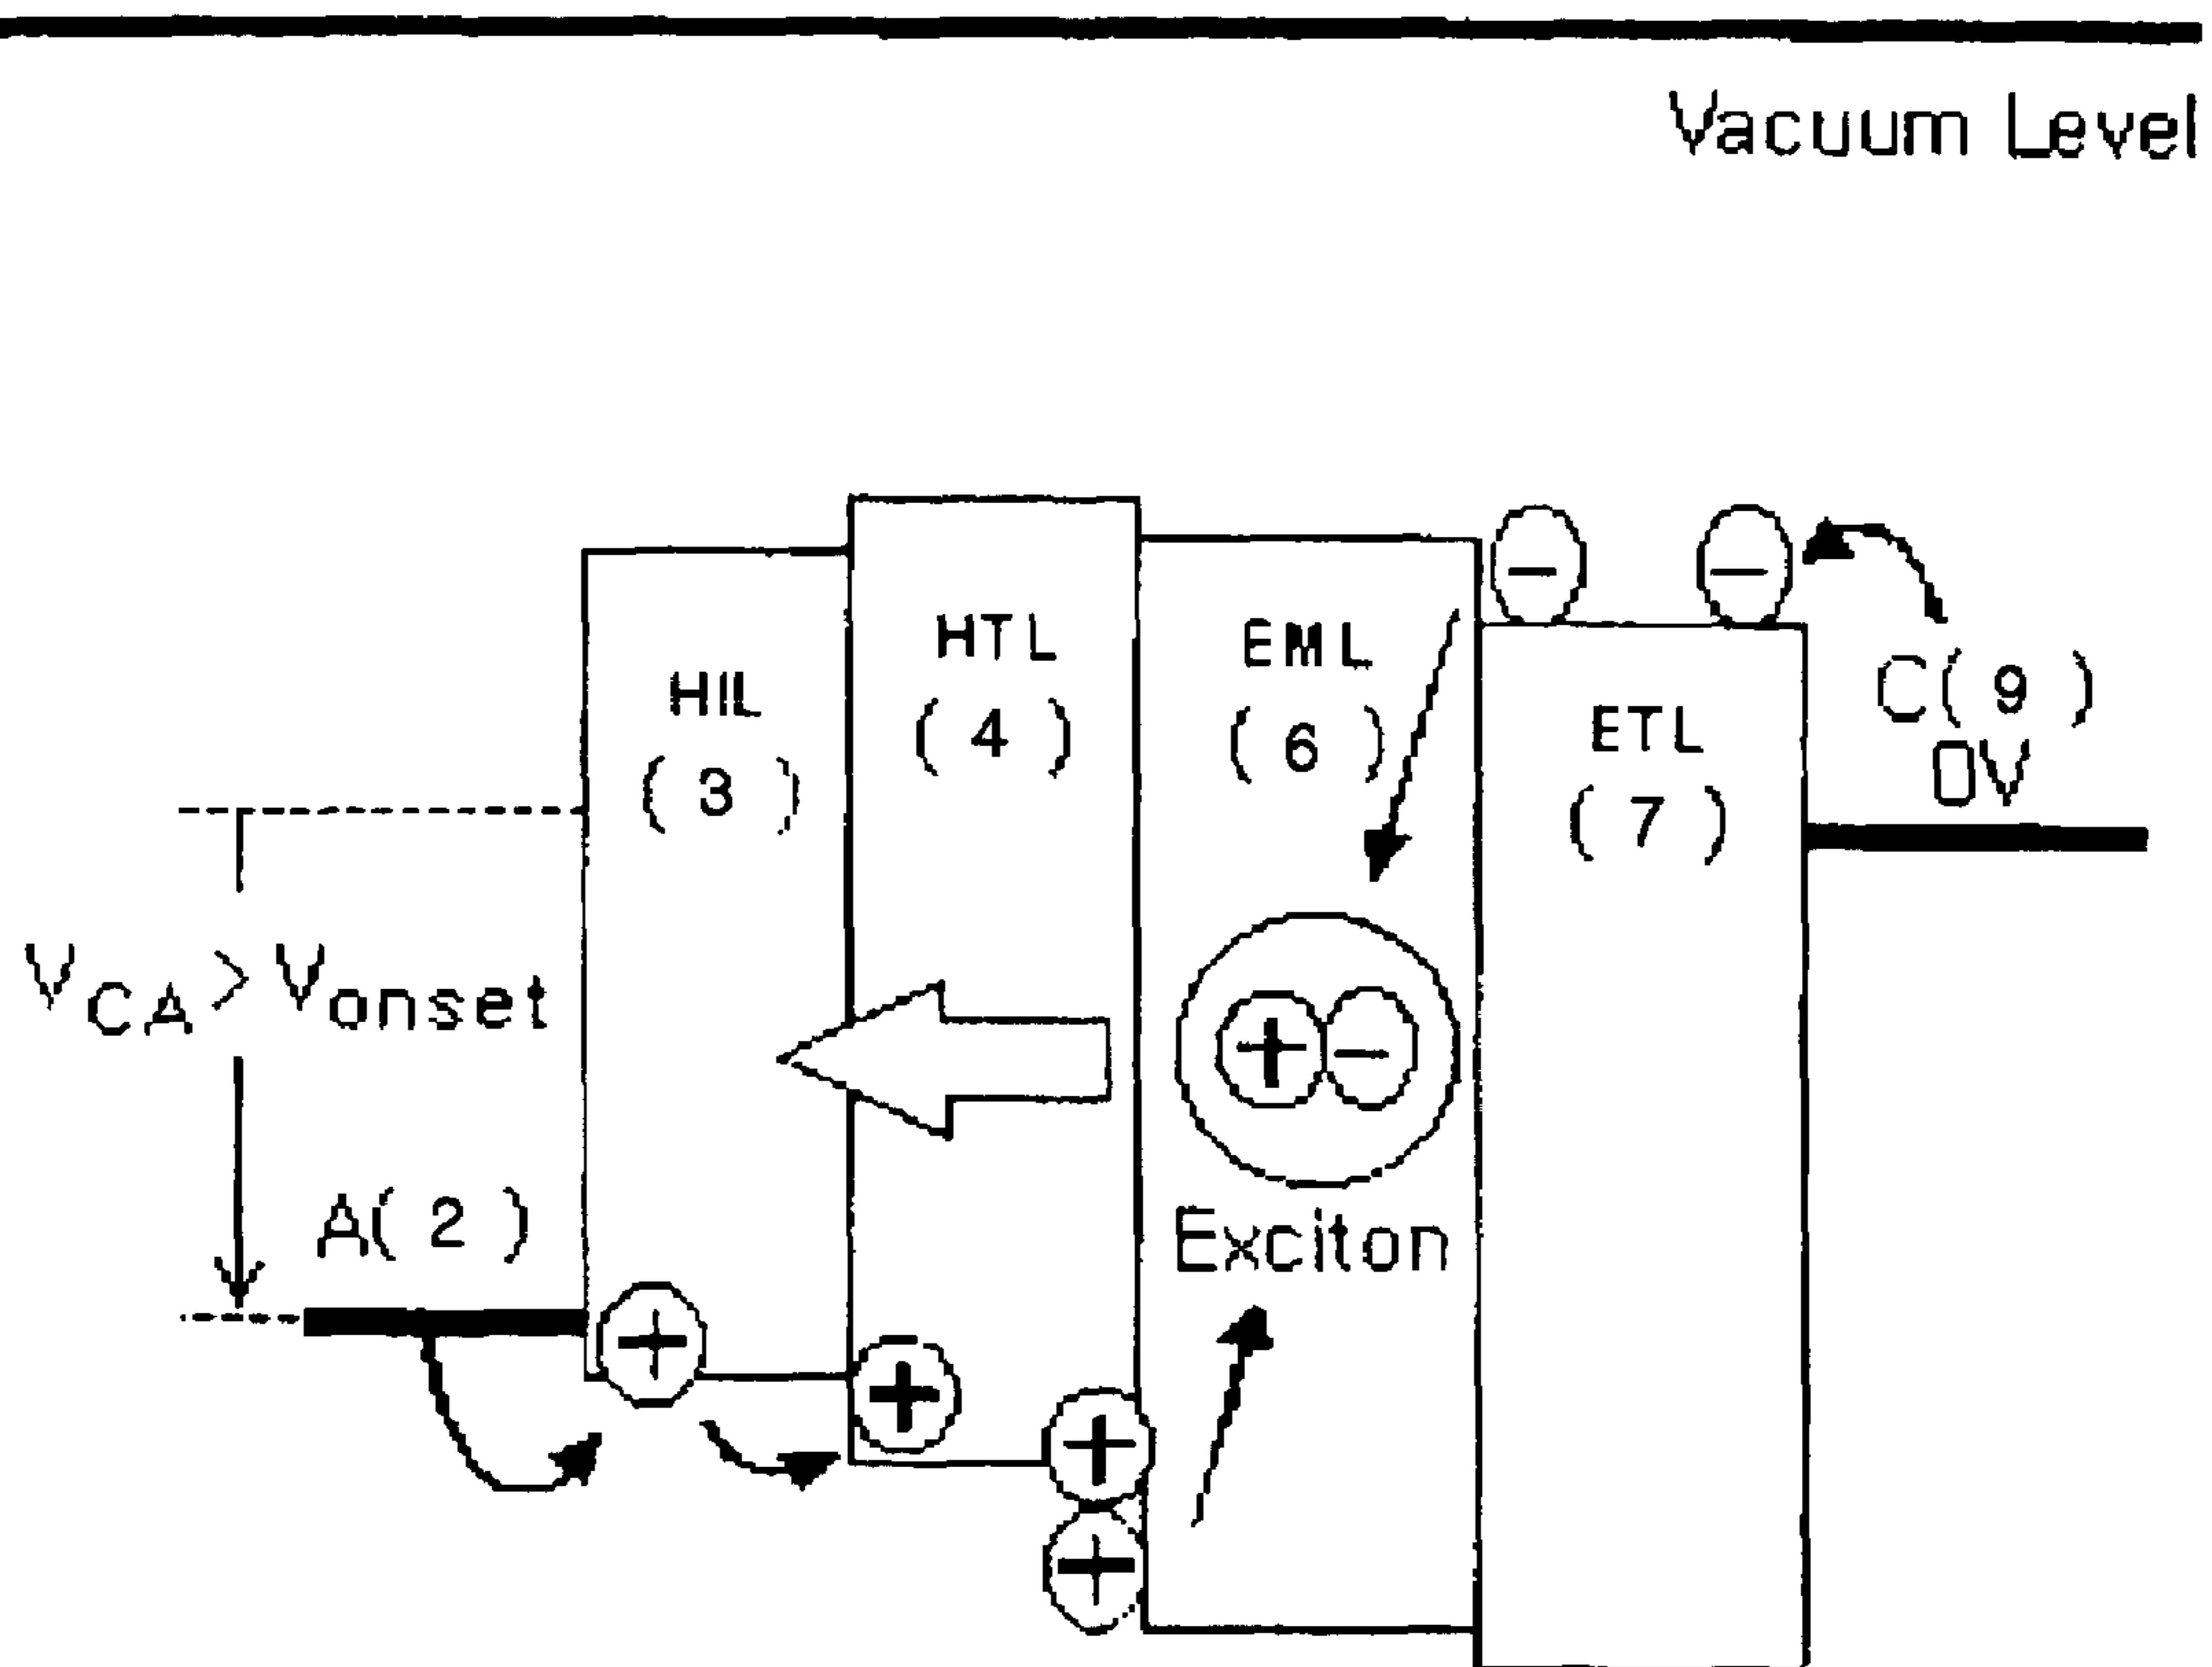 Vacuum Level
HTL
( 4 )
EML
( 6 )
HIL
( 3 )
ETL
( 7 )
C( 9 )
0V
VCA > Vonset
A( 2 )
+
-
Exciton
-
-
+
+
+
+